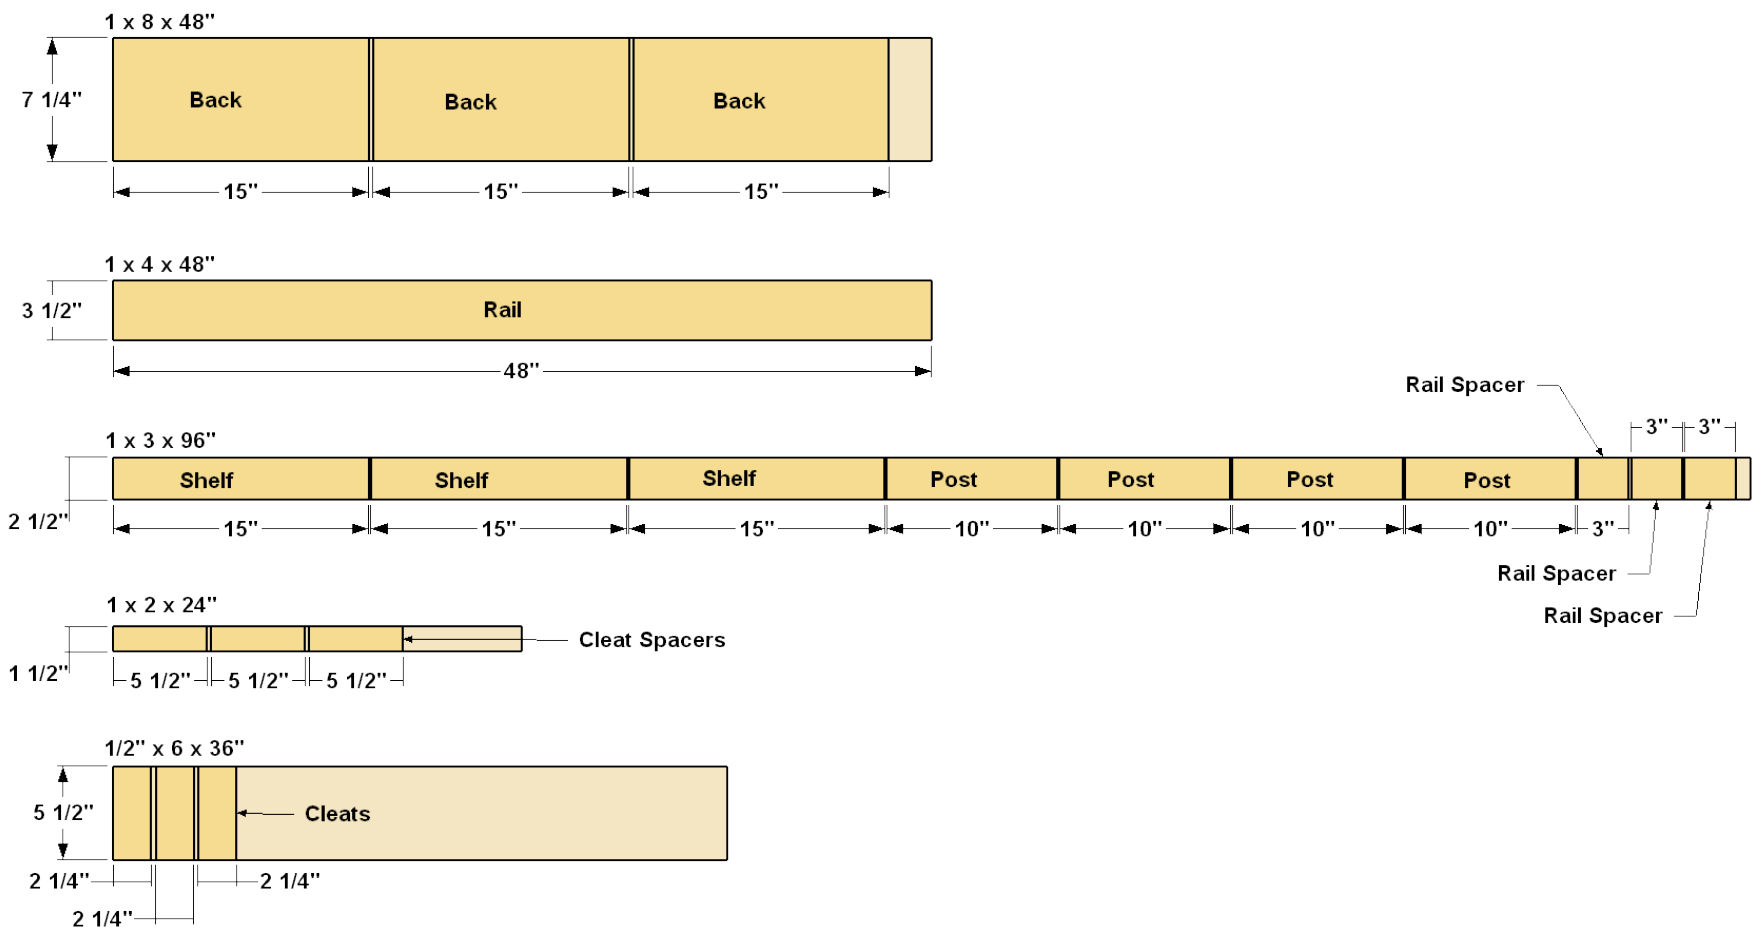 1 x 8 x 48"
7 1/4"
Back Back Back
15" 15" 15"
1 x 4 x 48"
3 1/2"
Rail
48"
Rail Spacer
1 x 3 x 96"
3" 3"
Shelf Shelf Shelf Post Post Post Post
2 1/2"
15" 15" 15" 10" 10" 10" 10" 3"
Rail Spacer
Rail Spacer
1 x 2 x 24"
Cleat Spacers
1 1/2"
5 1/2" 5 1/2" 5 1/2"
1/2" x 6 x 36"
5 1/2"
Cleats
2 1/4" 2 1/4"
2 1/4"